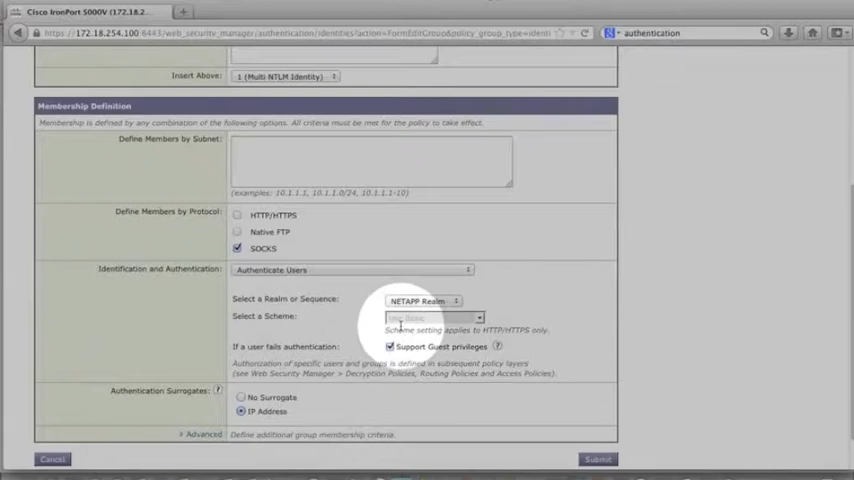 Cisco IronPort 5000V (172.18.2...
https://172.18.254.100:8443/web_security_manager/authentication/identities?action=FormEditGroup&policy_group_type=identi
authentication
Insert Above: 1 (Multi NTLM Identity)
Membership Definition
Membership is defined by any combination of the following options. All criteria must be met for the policy to take effect.
Define Members by Subnet:
(examples: 10.1.1.1, 10.1.1.0/24, 10.1.1.1-10)
Define Members by Protocol: HTTP/HTTPS
Native FTP
SOCKS
Identification and Authentication: Authenticate Users
Select a Realm or Sequence: NETAPP Realm
Select a Scheme: Use Basic
Scheme setting applies to HTTP/HTTPS only.
If a user fails authentication: Support Guest privileges ?
Authorization of specific users and groups is defined in subsequent policy layers
(see Web Security Manager > Decryption Policies, Routing Policies and Access Policies).
Authentication Surrogates: ? No Surrogate
IP Address
Advanced Define additional group membership criteria.
Cancel Submit